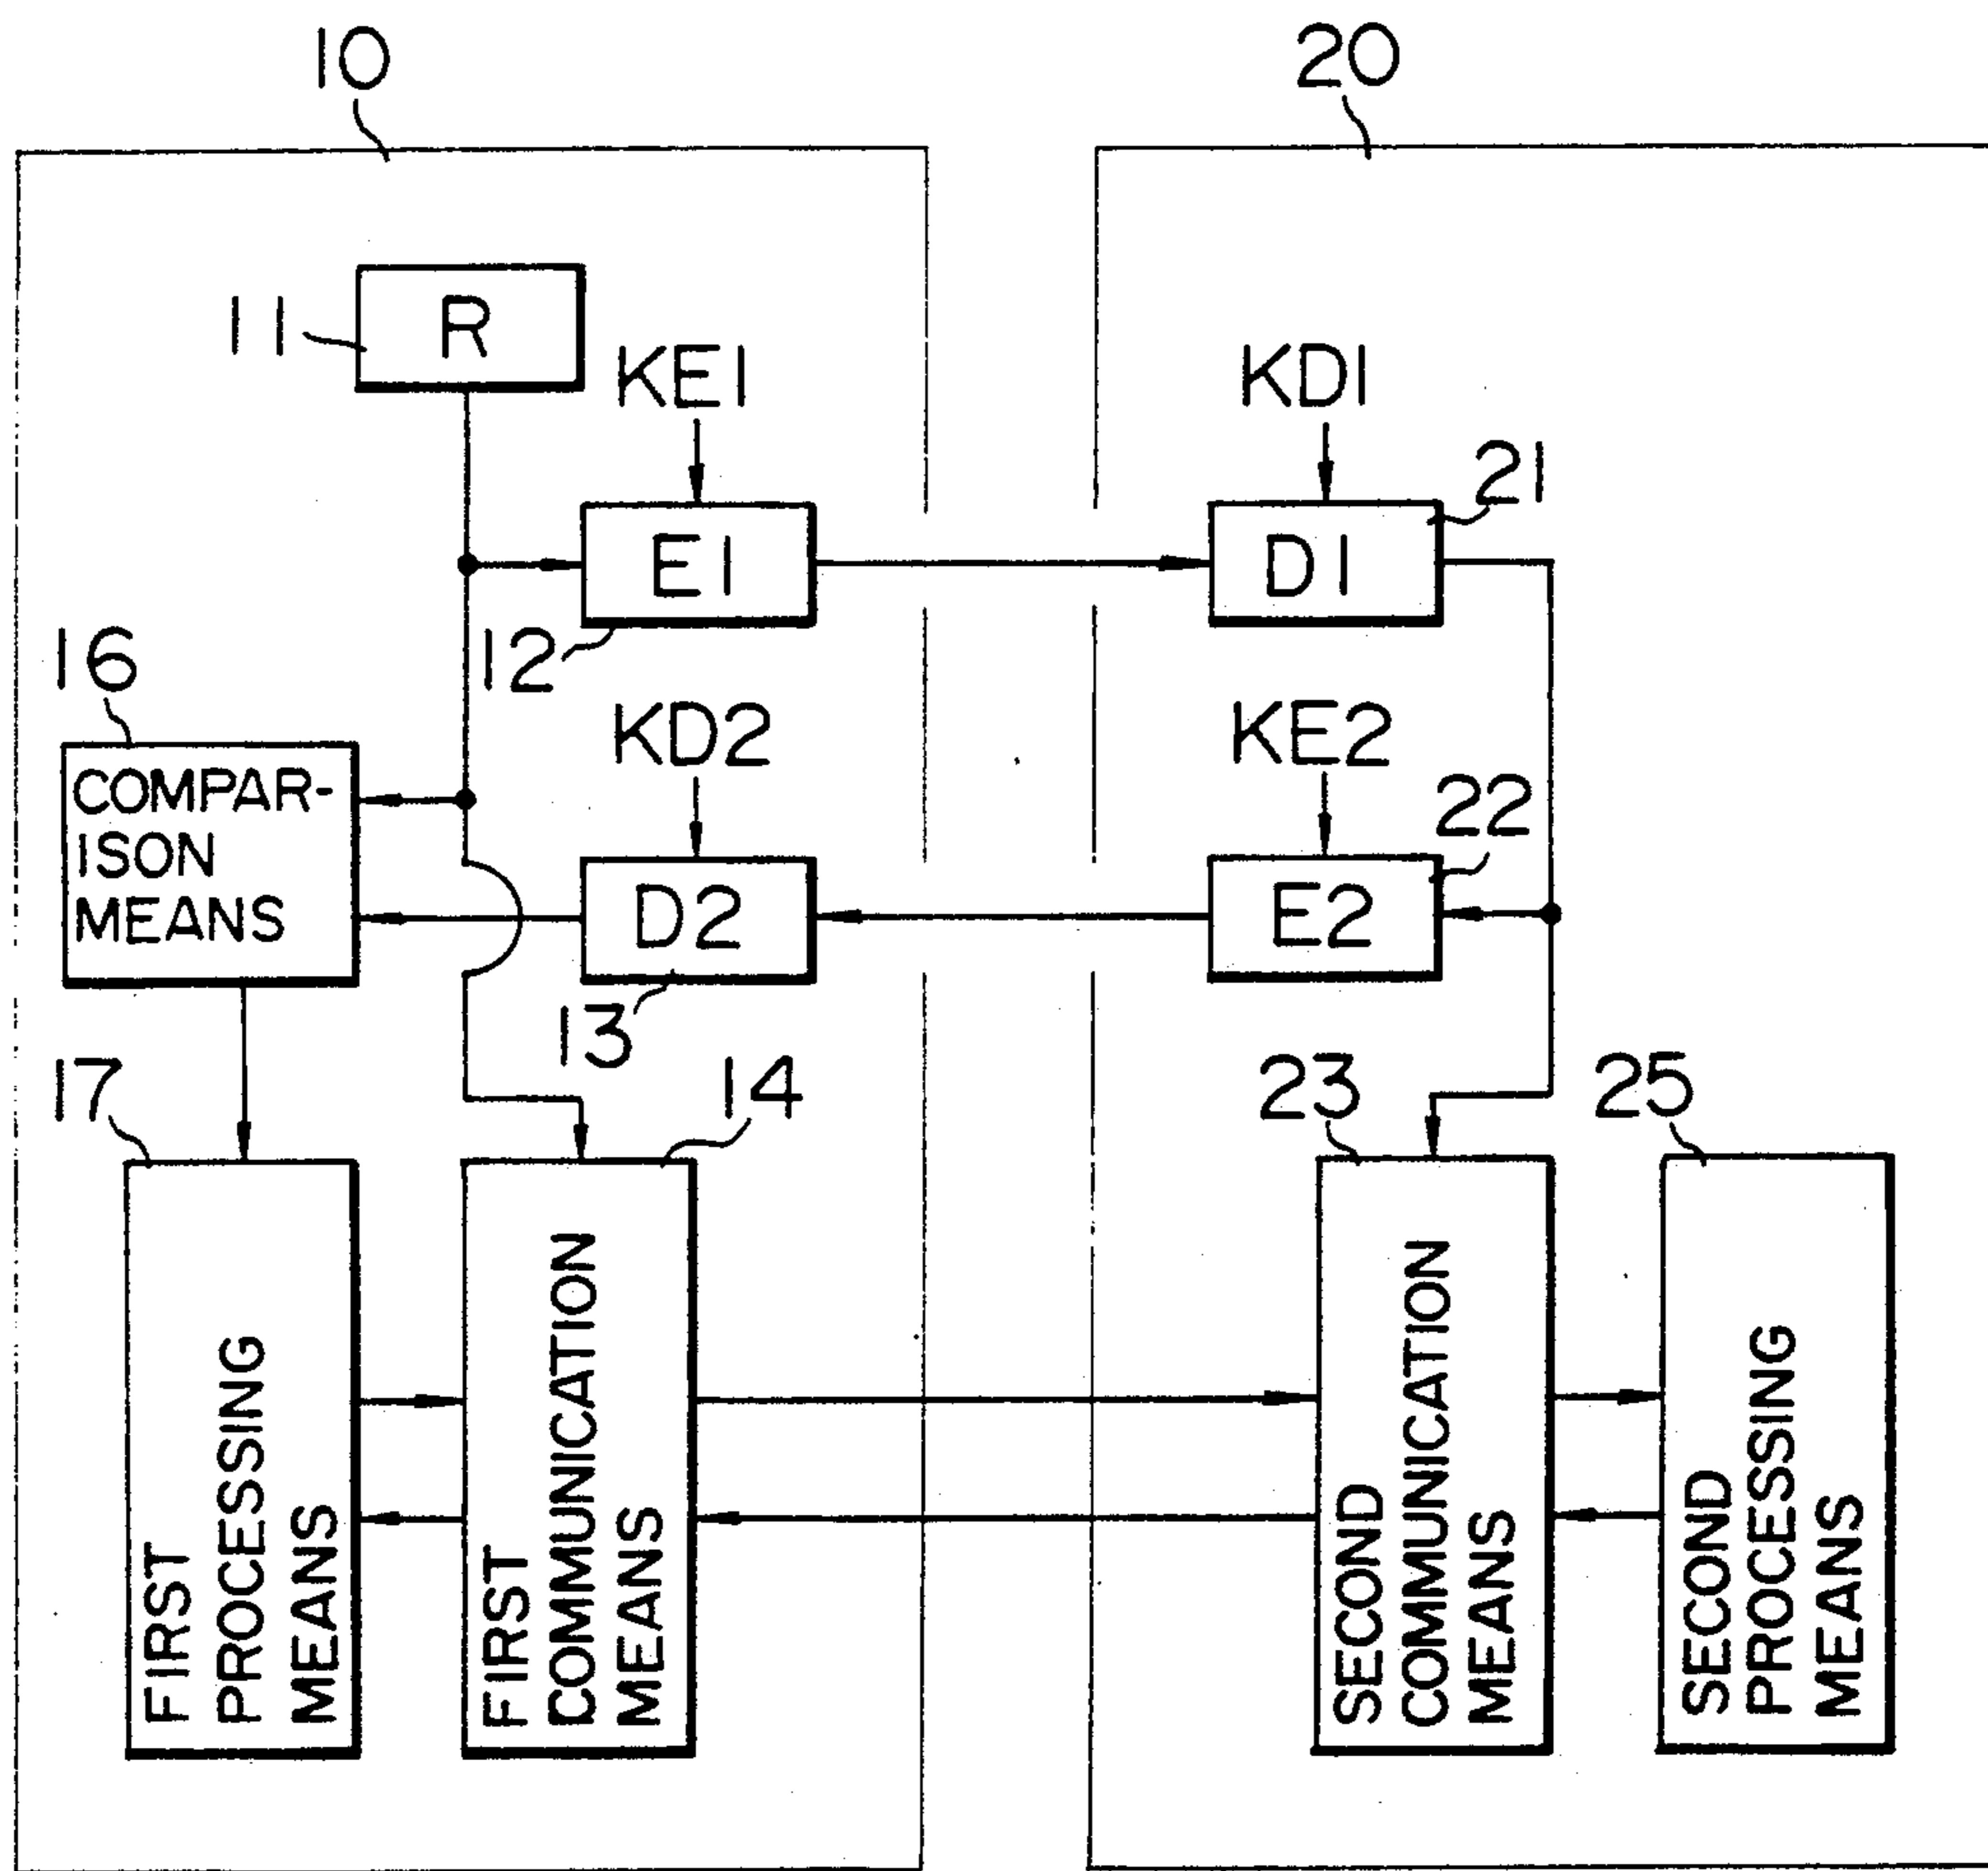 10
20
R
11
KE1
KD1
21
E1
D1
16
12
KD2
KE2
22
COMPAR-
ISON
MEANS
D2
E2
13
17
14
23
25
FIRST
PROCESSING
MEANS
FIRST
COMMUNICATION
MEANS
SECOND
COMMUNICATION
MEANS
SECOND
PROCESSING
MEANS